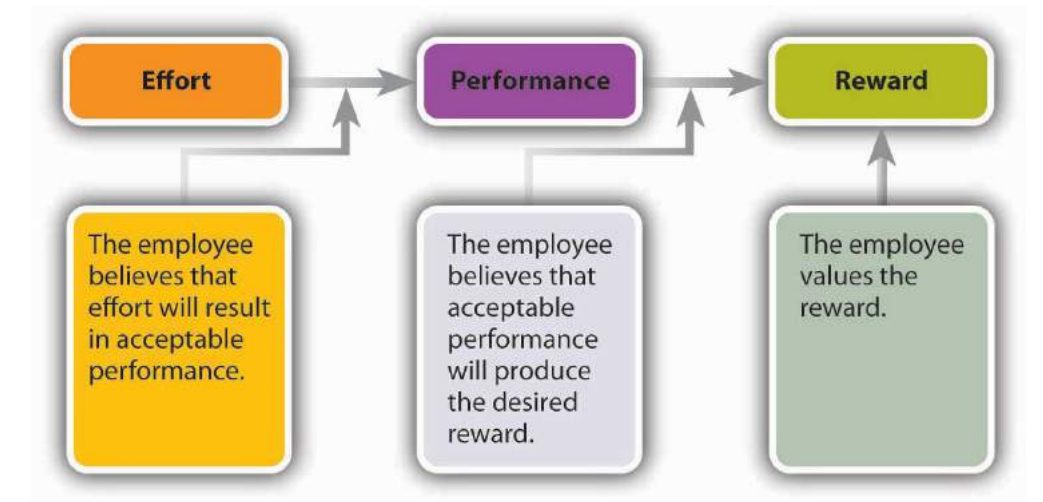 Effort
Performance
Reward
The employee
believes that
effort will result
in acceptable
performance.
The employee
believes that
acceptable
performance
will produce
the desired
reward.
The employee
values the
reward.